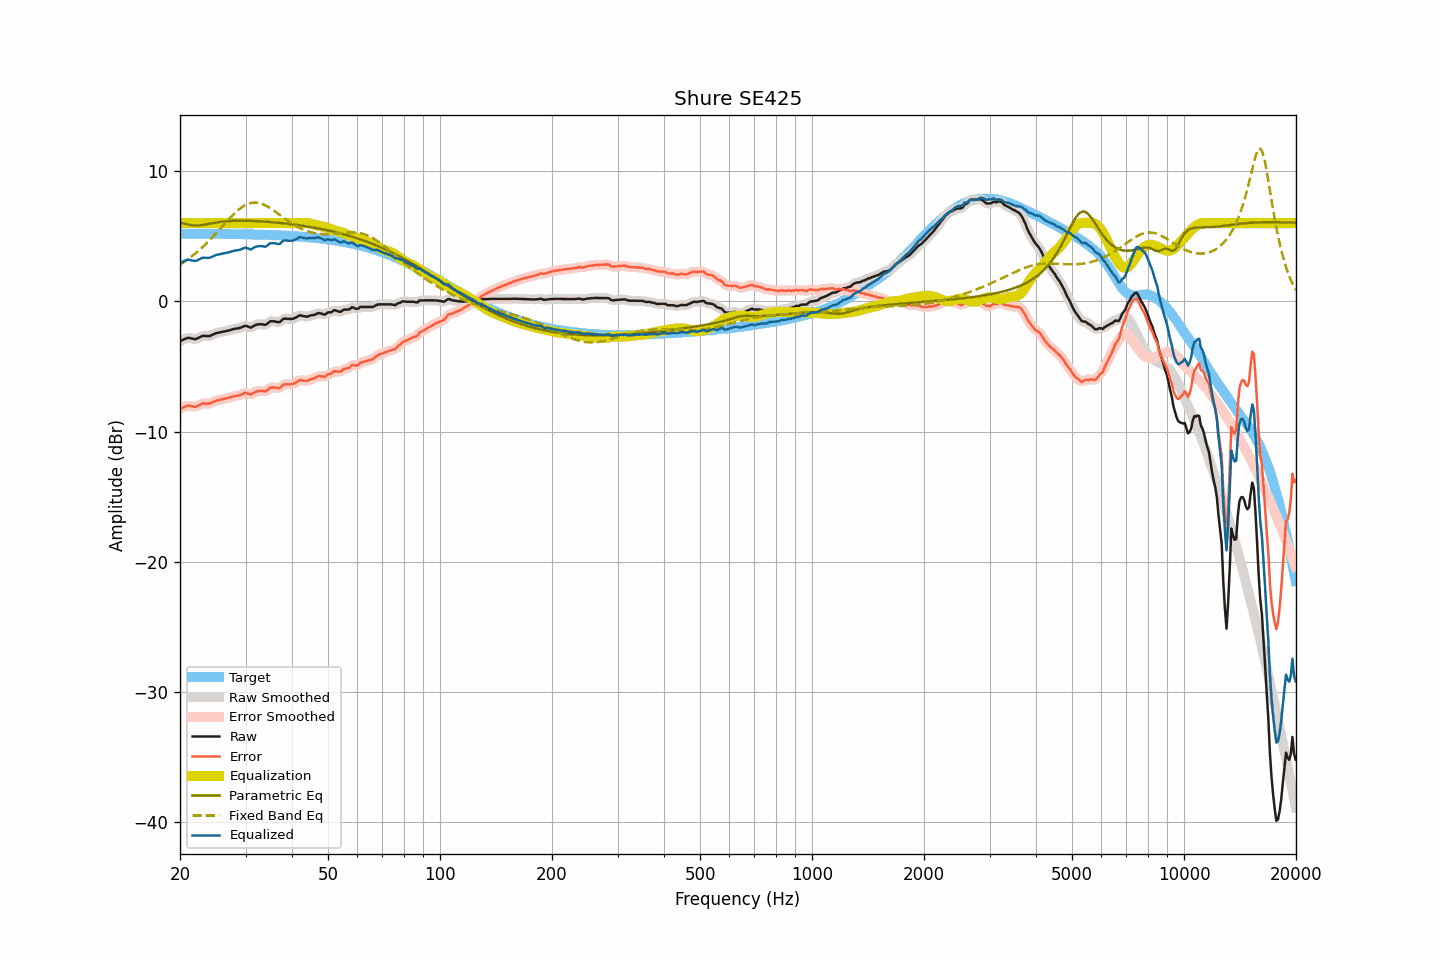 Shure SE425
Amplitude (dBr)
10
0
−10
−20
−30
−40
Target
Raw Smoothed
Error Smoothed
Raw
Error
Equalization
Parametric Eq
Fixed Band Eq
Equalized
20 50 100 200 500 1000 2000 5000 10000 20000
Frequency (Hz)